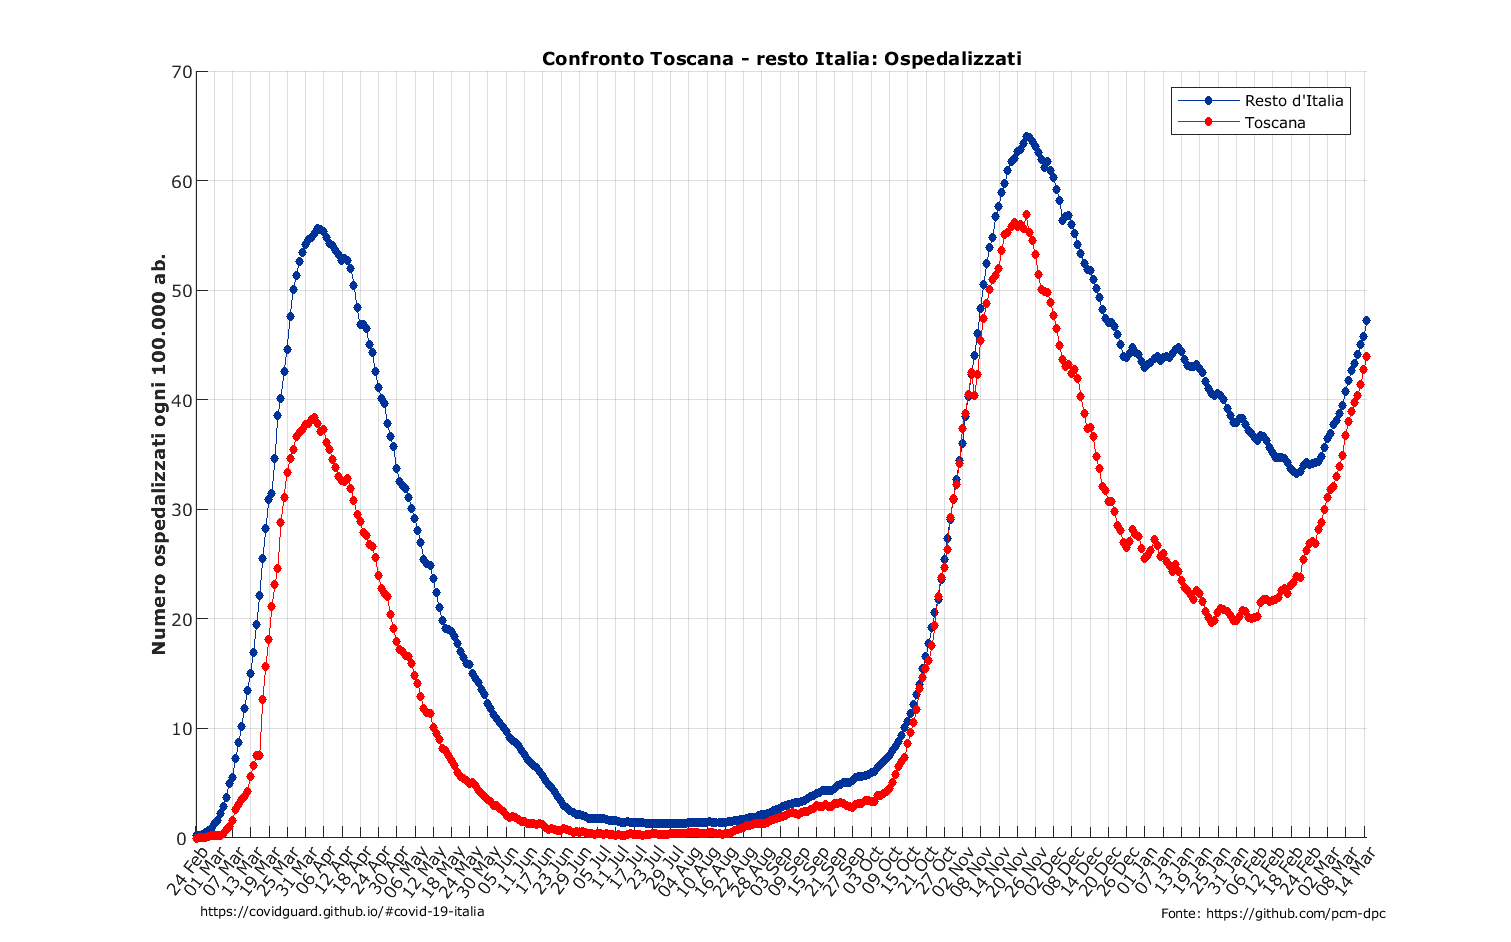 Confronto Toscana - resto Italia: Ospedalizzati
Numero ospedalizzati ogni 100.000 ab.
70
60
50
40
30
20
10
0
Resto d'Italia
Toscana
24 Feb
01 Mar
07 Mar
13 Mar
19 Mar
25 Mar
31 Mar
06 Apr
12 Apr
18 Apr
24 Apr
30 Apr
06 May
12 May
18 May
24 May
30 May
05 Jun
11 Jun
17 Jun
23 Jun
29 Jun
05 Jul
11 Jul
17 Jul
23 Jul
29 Jul
04 Aug
10 Aug
16 Aug
22 Aug
28 Aug
03 Sep
09 Sep
15 Sep
21 Sep
27 Sep
03 Oct
09 Oct
15 Oct
21 Oct
27 Oct
02 Nov
08 Nov
14 Nov
20 Nov
26 Nov
02 Dec
08 Dec
14 Dec
20 Dec
26 Dec
01 Jan
07 Jan
13 Jan
19 Jan
25 Jan
31 Jan
06 Feb
12 Feb
18 Feb
24 Feb
02 Mar
08 Mar
14 Mar
https://covidguard.github.io/#covid-19-italia
Fonte: https://github.com/pcm-dpc